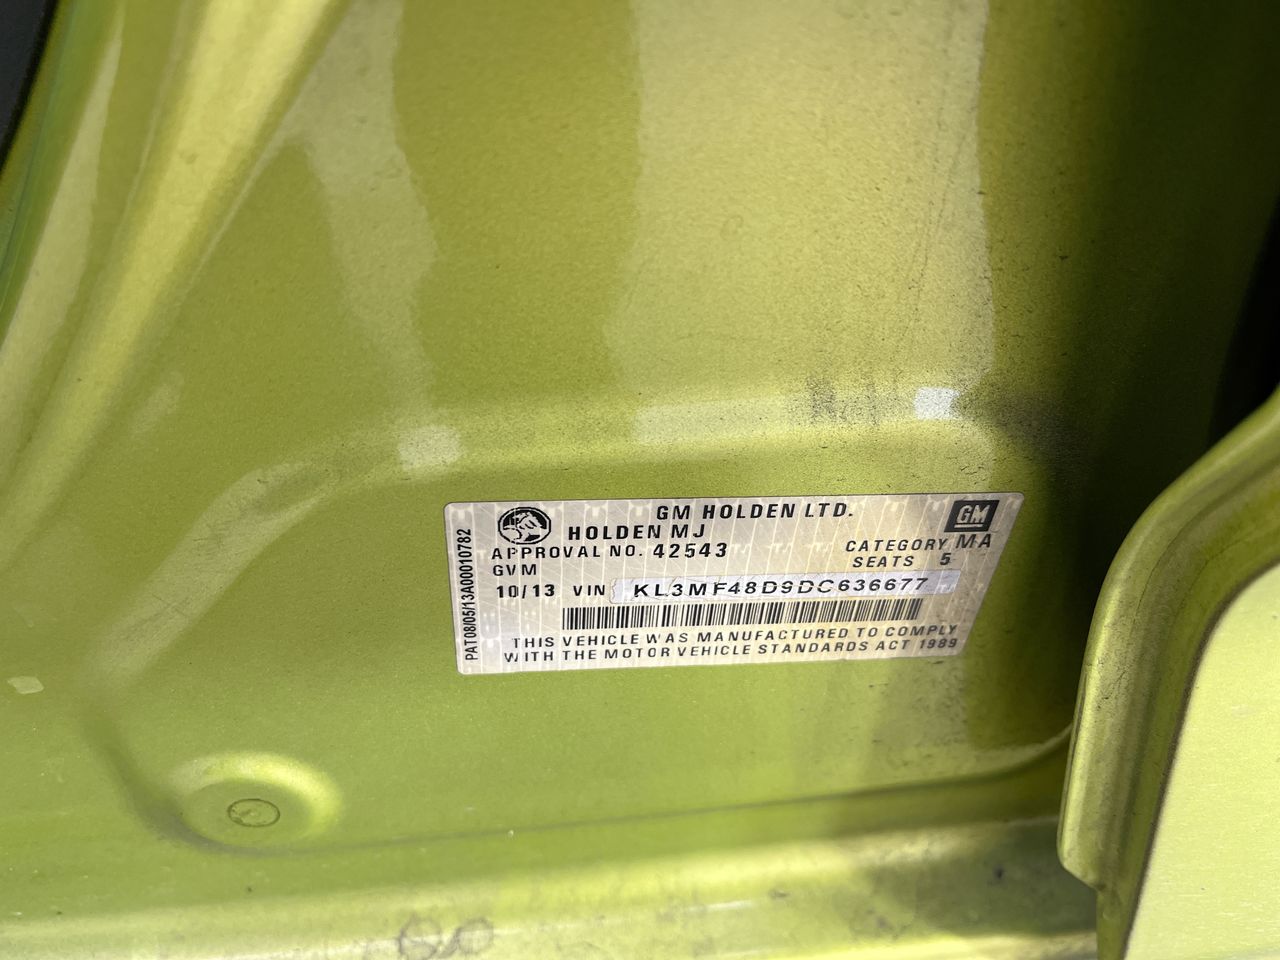 GM HOLDEN LTD.
GM
HOLDEN MJ
APPROVAL NO. 42543
CATEGORY MA
GVM
SEATS 5
10/13 VIN KL3MF48D9DC636677
THIS VEHICLE WAS MANUFACTURED TO COMPLY
WITH THE MOTOR VEHICLE STANDARDS ACT 1989
PAT08/05/13A00010782